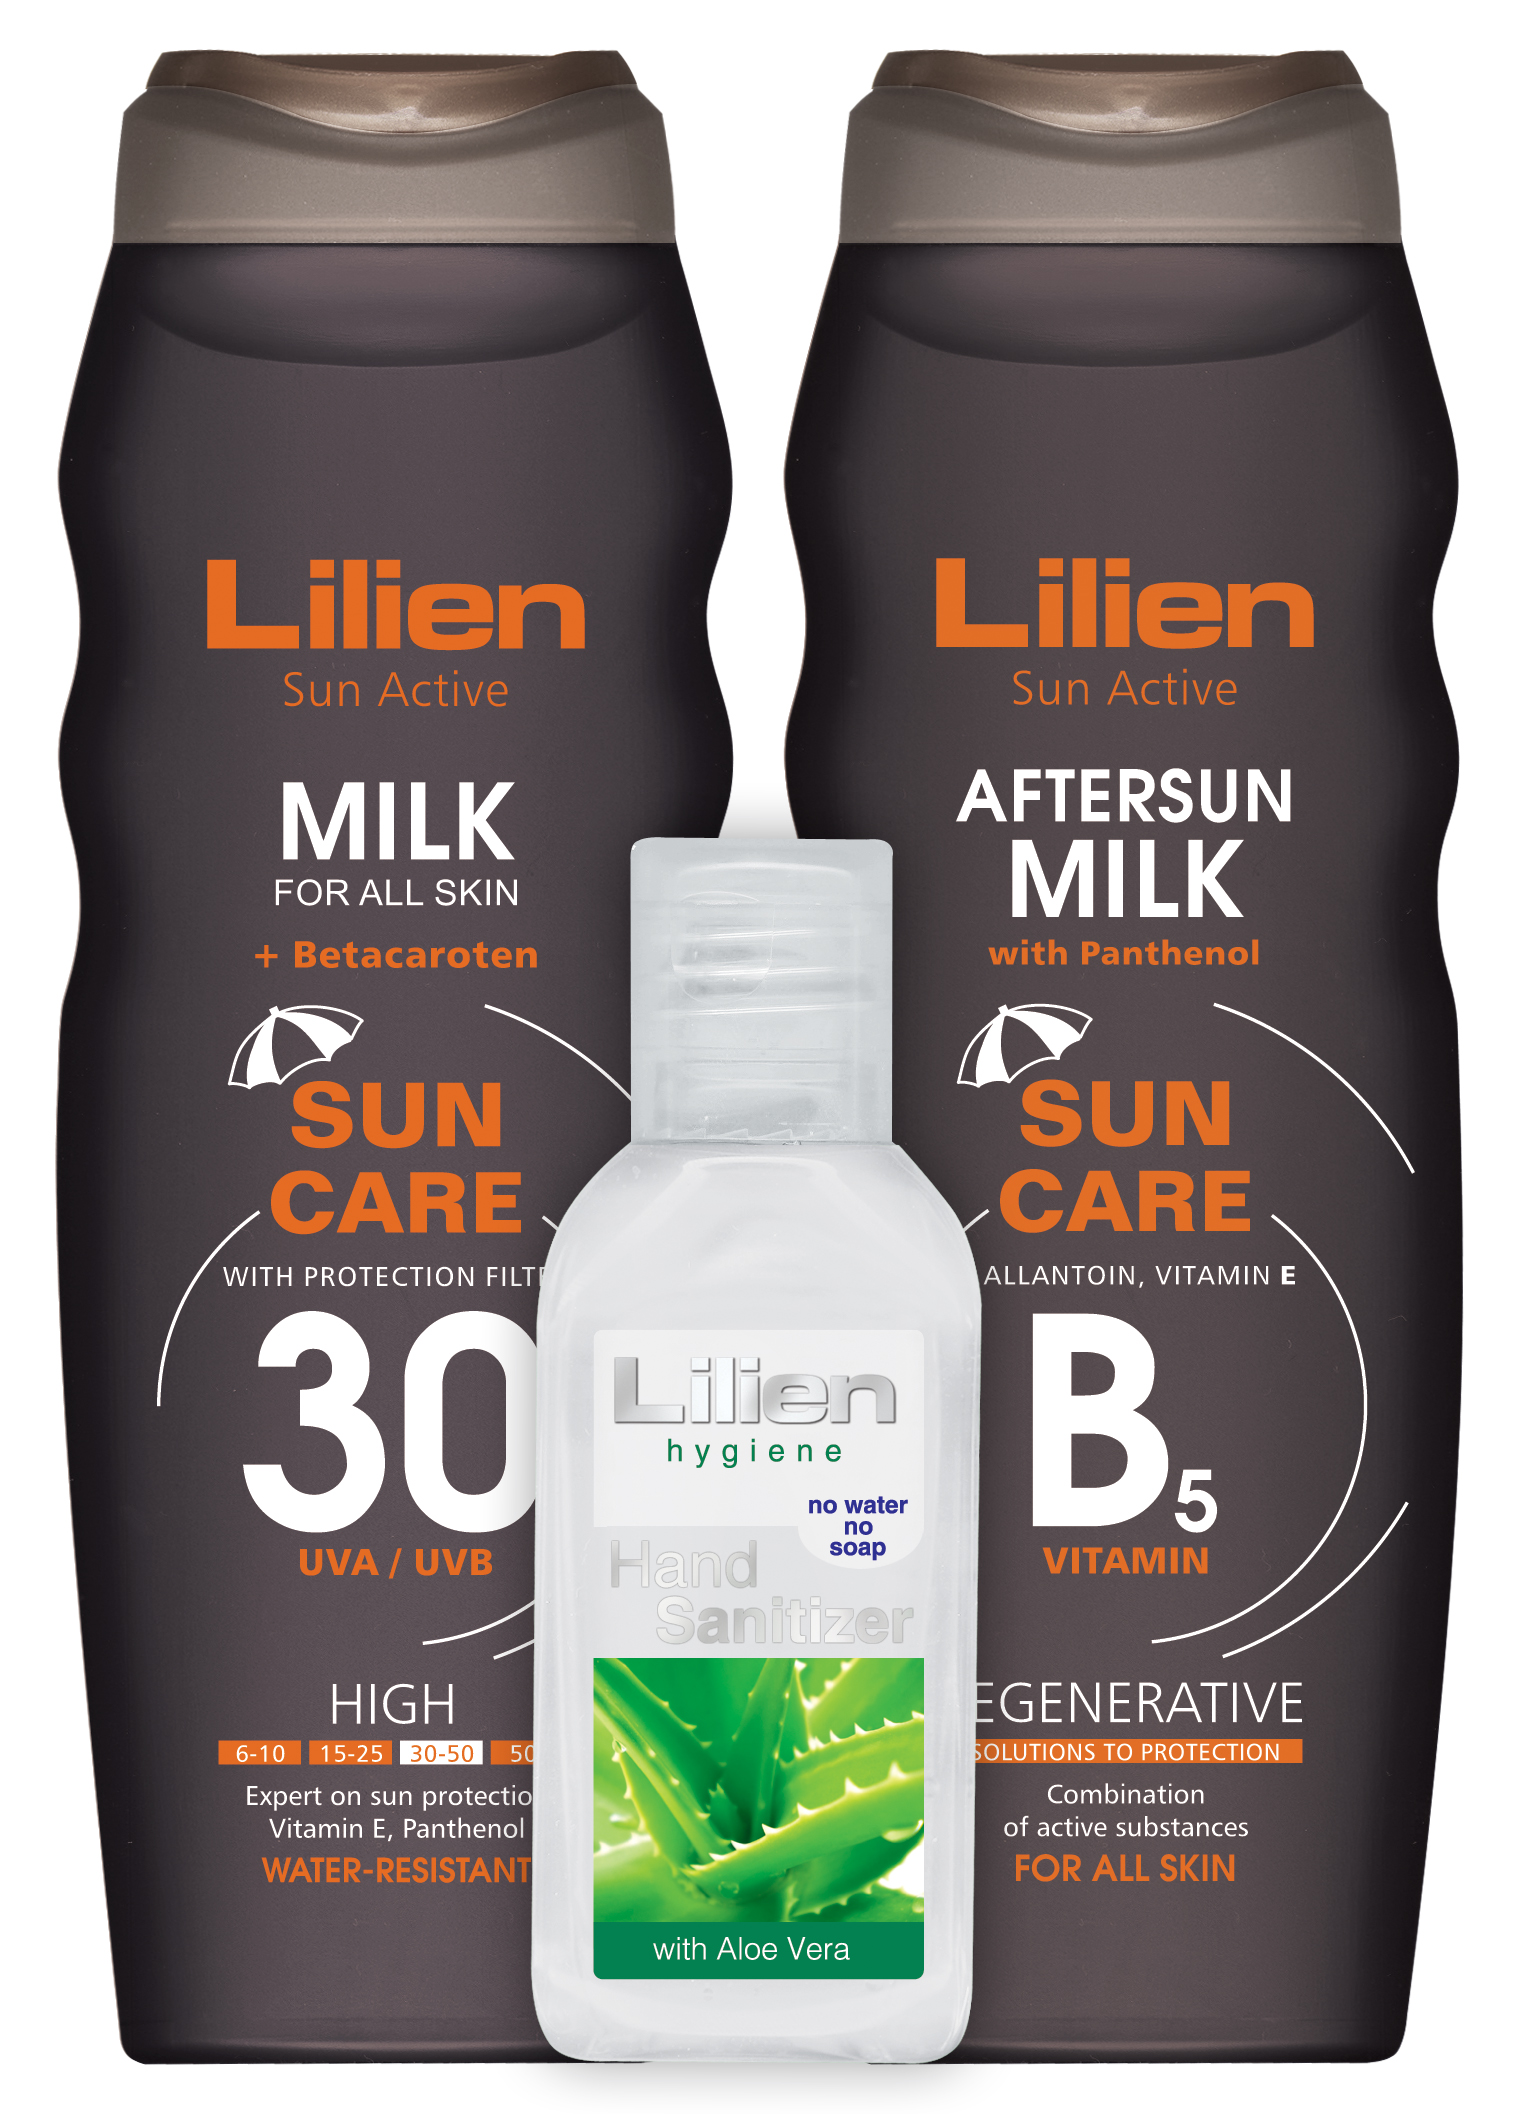 Lilien
Sun Active
MILK
FOR ALL SKIN
+ Betacaroten
SUN
CARE
WITH PROTECTION
30
UVA / UVB
HIGH
6-10 15-25 30-50 50
Expert on sun
Vitamin E, Panthenol
WATER-RESISTANT
Lilien
Sun Active
AFTERSUN
MILK
with Panthenol
SUN
CARE
ALLANTOIN, VITAMIN E
B5
VITAMIN
SOLUTIONS TO PROTECTION
Combination
of active substances
FOR ALL SKIN
Lilien
hygiene
no water
no
soap
Hand
Sanitizer
with Aloe Vera